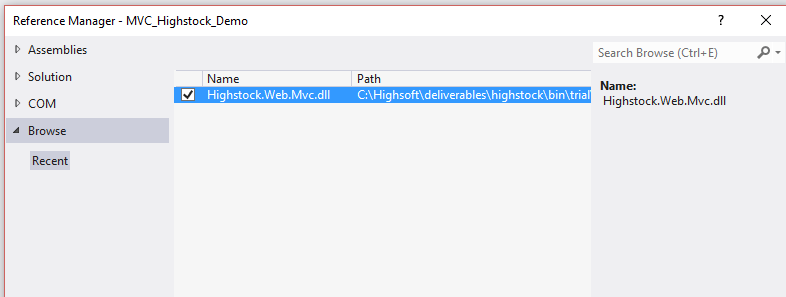 Reference Manager - MVC_Highstock_Demo
? ×
Assemblies
Solution
COM
Browse
Recent
Name Path
Highstock.Web.Mvc.dll C:\Highsoft\deliverables\highstock\bin\trial
Search Browse (Ctrl+E)
Name:
Highstock.Web.Mvc.dll